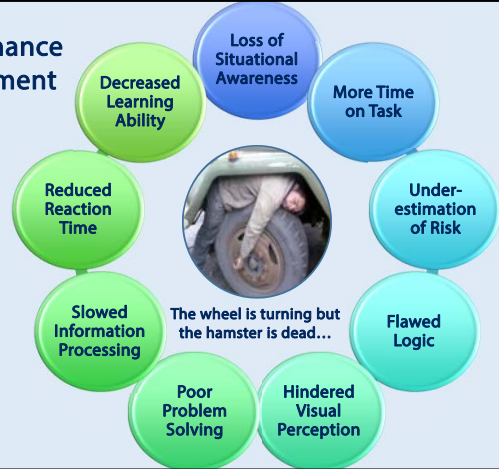 Loss of
Situational
Awareness
More Time
on Task
Under-
estimation
of Risk
Flawed
Logic
Hindered
Visual
Perception
Poor
Problem
Solving
Slowed
Information
Processing
Reduced
Reaction
Time
Decreased
Learning
Ability
The wheel is turning but
the hamster is dead…